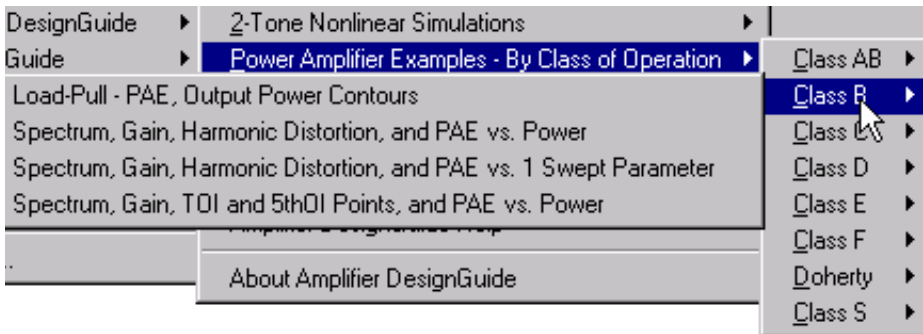 DesignGuide
Guide
2-Tone Nonlinear Simulations
Power Amplifier Examples - By Class of Operation
Load-Pull - PAE, Output Power Contours
Spectrum, Gain, Harmonic Distortion, and PAE vs. Power
Spectrum, Gain, Harmonic Distortion, and PAE vs. 1 Swept Parameter
Spectrum, Gain, TOI and 5thOI Points, and PAE vs. Power
About Amplifier DesignGuide
Class AB
Class B
Class C
Class D
Class E
Class F
Doherty
Class S